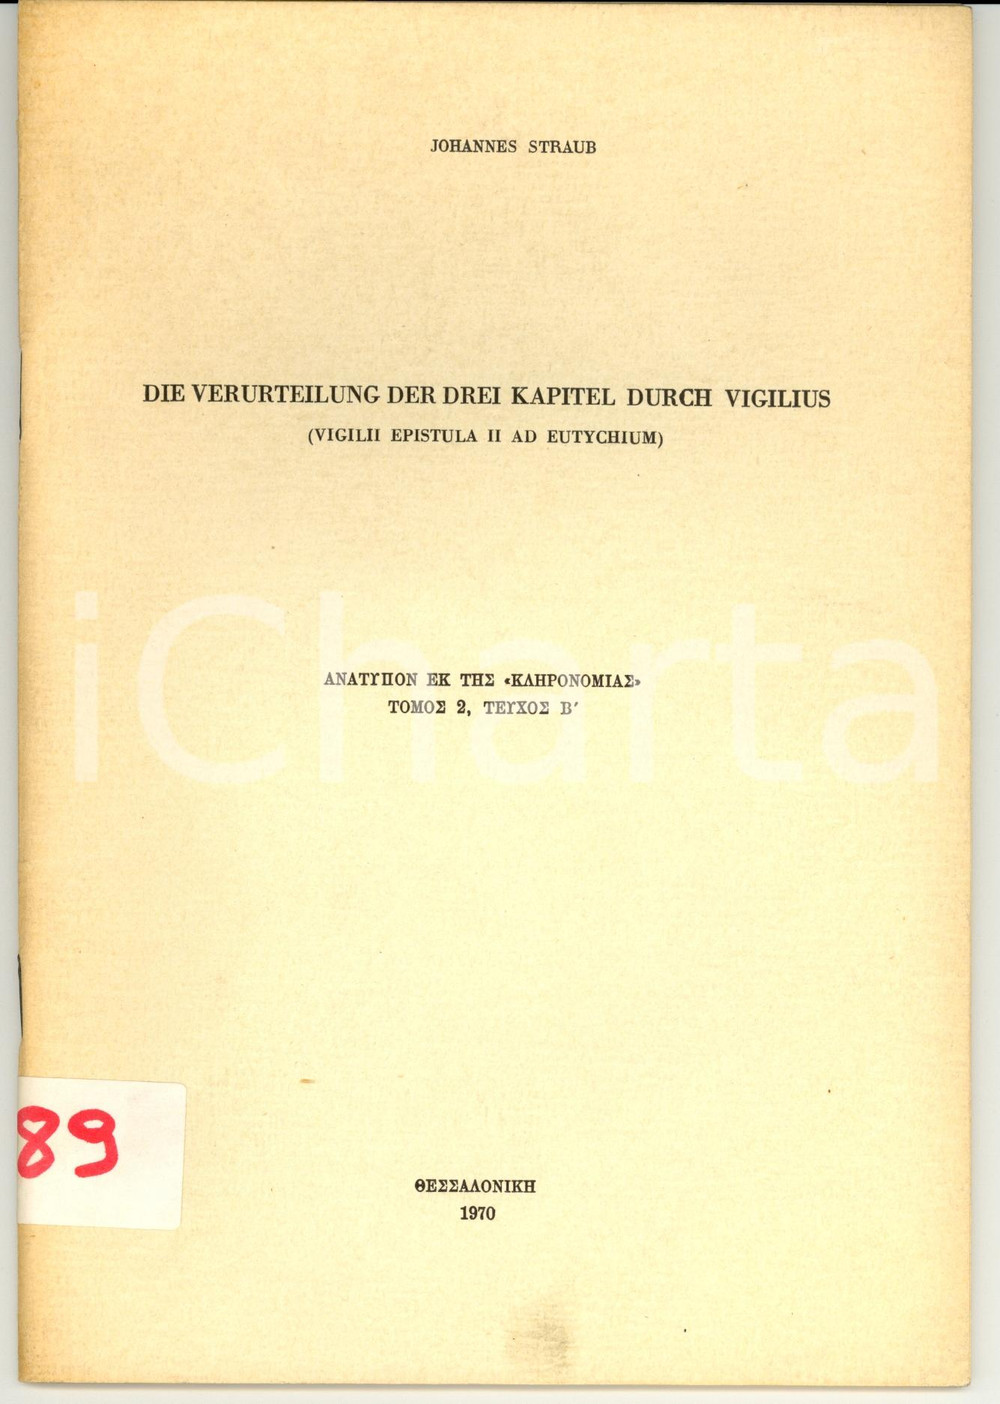 JOHANNES STRAUB
DIE VERURTEILUNG DER DREI KAPITEL DURCH VIGILIUS
(VIGILII EPISTULA II AD EUTYCHIUM)
iCharta
ΑΝΑΤΥΠΟΝ ΕΚ ΤΗΣ «ΚΛΗΡΟΝΟΜΙΑΣ»
ΤΟΜΟΣ 2, ΤΕΥΧΟΣ Β′
89
ΘΕΣΣΑΛΟΝΙΚΗ
1970